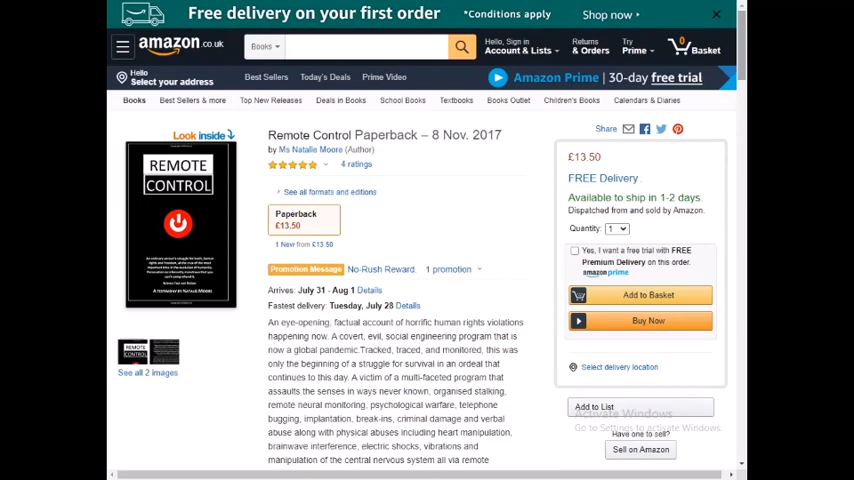 Free delivery on your first order *Conditions apply Shop now
amazon.co.uk Books Hello, Sign in Account & Lists Returns & Orders Try Prime 0 Basket
Hello
Select your address Best Sellers Today's Deals Prime Video Amazon Prime | 30-day free trial
Books Best Sellers & more Top New Releases Deals in Books School Books Textbooks Books Outlet Children's Books Calendars & Diaries
Look inside
REMOTE
CONTROL
A TESTIMONY BY NATALIE MOORE
See all 2 images
Remote Control Paperback – 8 Nov. 2017
by Ms Natalie Moore (Author)
4 ratings
See all formats and editions
Paperback
£13.50
1 New from £13.50
Promotion Message No-Rush Reward. 1 promotion
Arrives: July 31 - Aug 1 Details
Fastest delivery: Tuesday, July 28 Details
An eye-opening, factual account of horrific human rights violations
happening now. A covert, evil, social engineering program that is
now a global pandemic.Tracked, traced, and monitored, this was
only the beginning of a struggle for survival in an ordeal that
continues to this day. A victim of a multi-faceted program that
assaults the senses in ways never known, organised stalking,
remote neural monitoring, psychological warfare, telephone
bugging, implantation, break-ins, criminal damage and verbal
abuse along with physical abuses including heart manipulation,
brainwave interference, electric shocks, vibrations and
manipulation of the central nervous system all via remote
Share
£13.50
FREE Delivery.
Available to ship in 1-2 days.
Dispatched from and sold by Amazon.
Quantity: 1
Yes, I want a free trial with FREE
Premium Delivery on this order.
amazon prime
Add to Basket
Buy Now
Select delivery location
Add to List
Activate Windows
Go to Settings to activate Windows.
Have one to sell?
Sell on Amazon